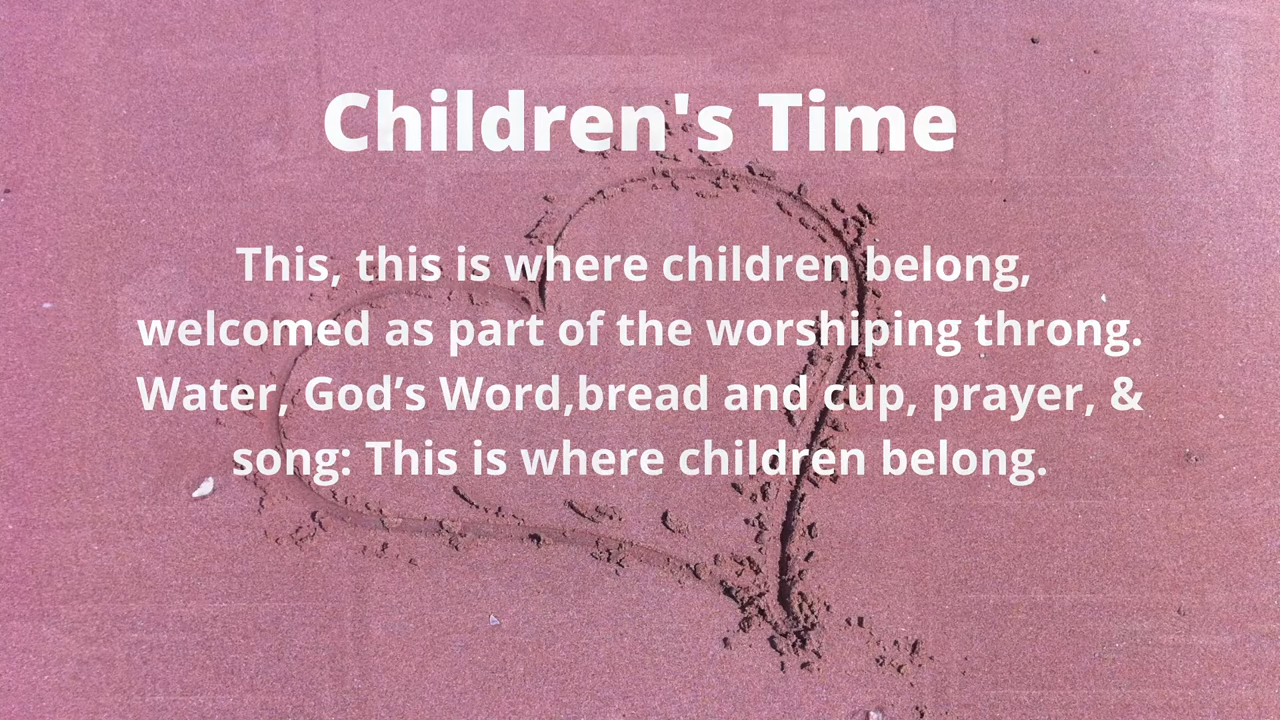 Children's Time
This, this is where children belong,
welcomed as part of the worshiping throng.
Water, God’s Word,bread and cup, prayer, &
song: This is where children belong.